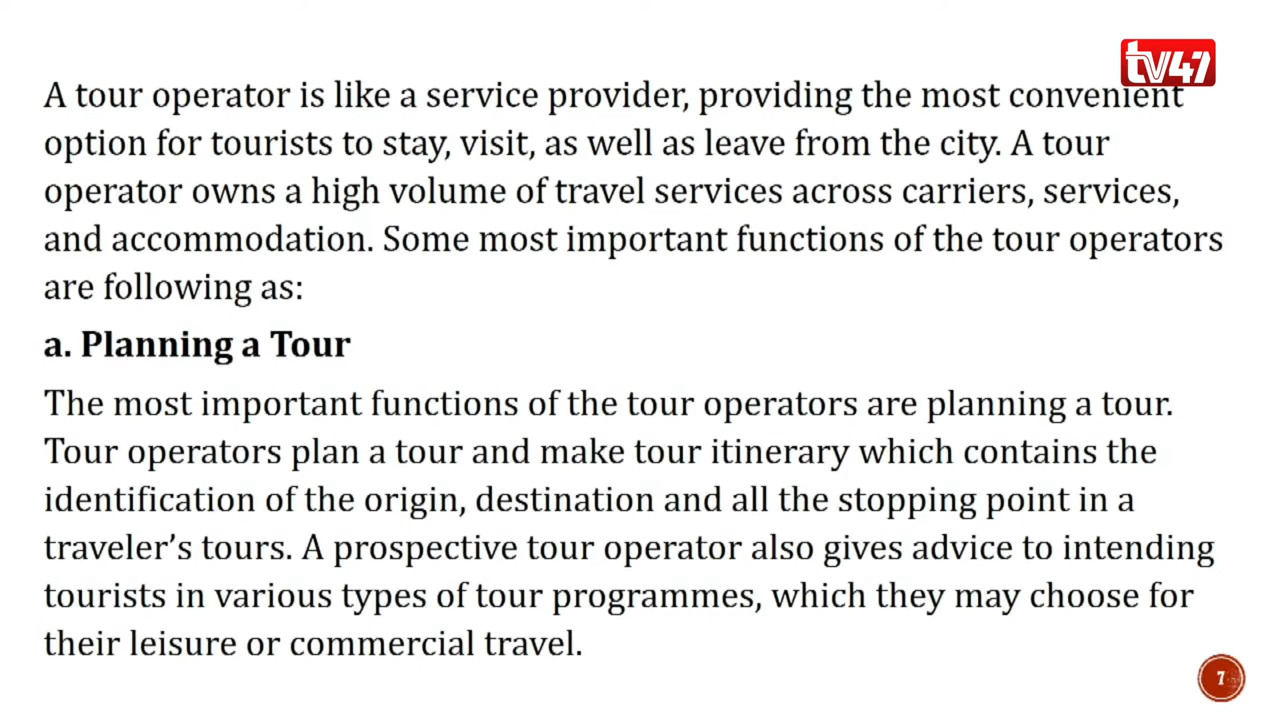 tv47
A tour operator is like a service provider, providing the most convenient
option for tourists to stay, visit, as well as leave from the city. A tour
operator owns a high volume of travel services across carriers, services,
and accommodation. Some most important functions of the tour operators
are following as:
a. Planning a Tour
The most important functions of the tour operators are planning a tour.
Tour operators plan a tour and make tour itinerary which contains the
identification of the origin, destination and all the stopping point in a
traveler’s tours. A prospective tour operator also gives advice to intending
tourists in various types of tour programmes, which they may choose for
their leisure or commercial travel.
7